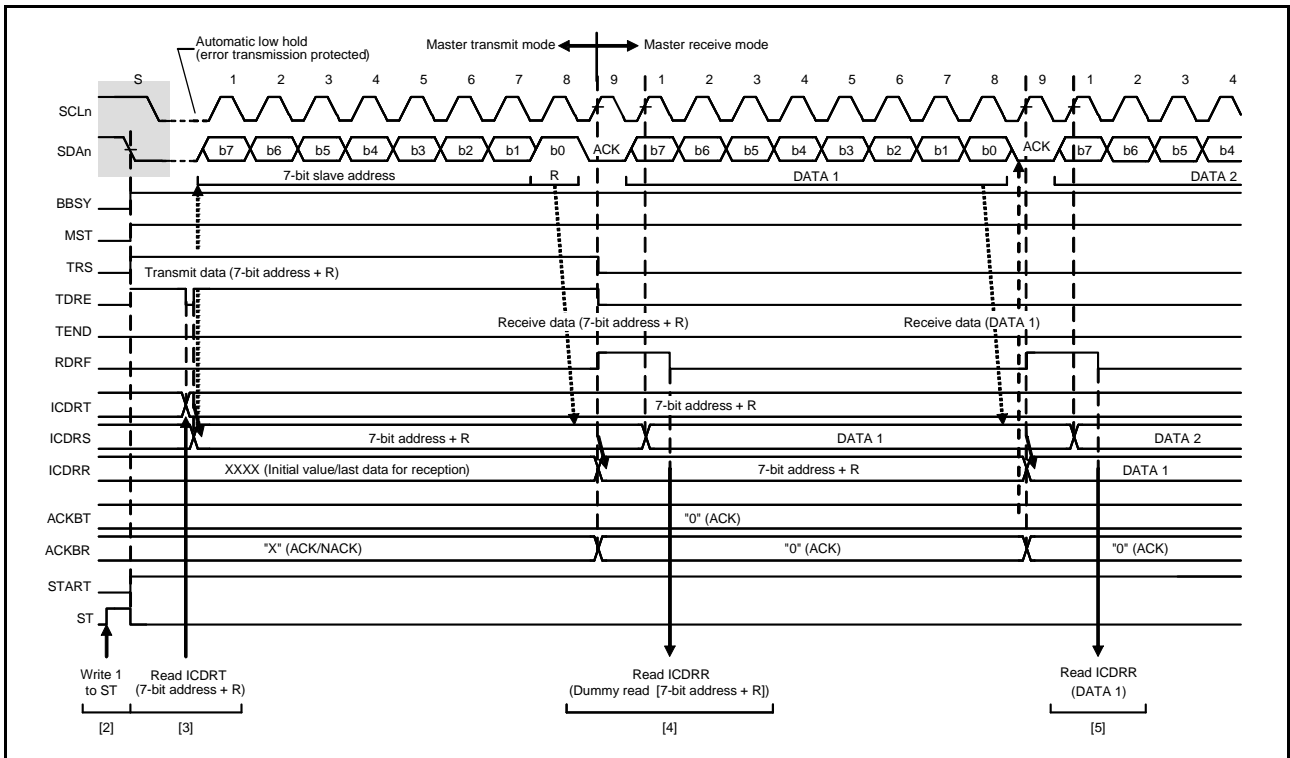 Automatic low hold
(error transmission protected)
Master transmit mode
Master receive mode
S 1 2 3 4 5 6 7 8 9 1 2 3 4 5 6 7 8 9 1 2 3 4
SCLn
SDAn b7 b6 b5 b4 b3 b2 b1 b0 ACK b7 b6 b5 b4 b3 b2 b1 b0 ACK b7 b6 b5 b4
7-bit slave address R DATA 1 DATA 2
BBSY
MST
TRS
Transmit data (7-bit address + R)
TDRE
Receive data (7-bit address + R) Receive data (DATA 1)
TEND
RDRF
ICDRT 7-bit address + R
ICDRS 7-bit address + R DATA 1 DATA 2
ICDRR XXXX (Initial value/last data for reception) 7-bit address + R DATA 1
ACKBT "0" (ACK)
ACKBR "X" (ACK/NACK) "0" (ACK) "0" (ACK)
START
ST
Write 1
to ST
Read ICDRT
(7-bit address + R)
Read ICDRR
(Dummy read [7-bit address + R])
Read ICDRR
(DATA 1)
[2] [3] [4] [5]